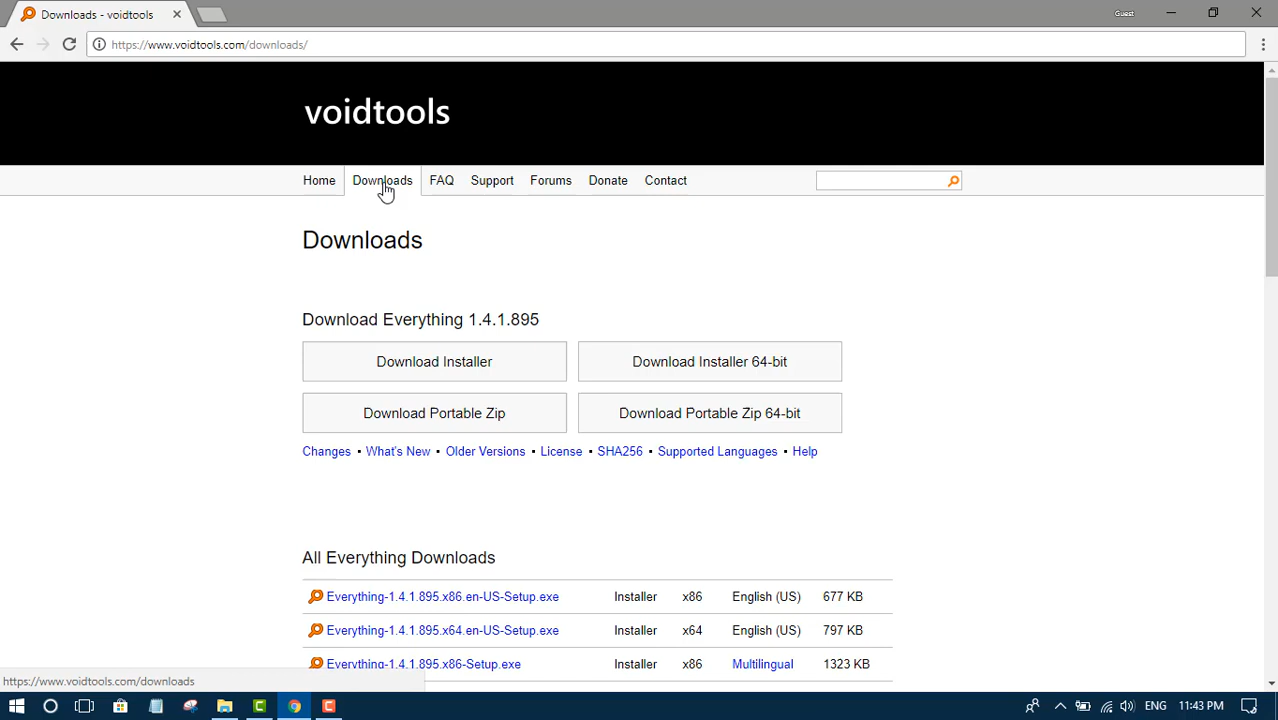 Downloads - voidtools
Guest
https://www.voidtools.com/downloads/
voidtools
Home Downloads FAQ Support Forums Donate Contact
Downloads
Download Everything 1.4.1.895
Download Installer Download Installer 64-bit
Download Portable Zip Download Portable Zip 64-bit
Changes ▪ What's New ▪ Older Versions ▪ License ▪ SHA256 ▪ Supported Languages ▪ Help
All Everything Downloads
Everything-1.4.1.895.x86.en-US-Setup.exe Installer x86 English (US) 677 KB
Everything-1.4.1.895.x64.en-US-Setup.exe Installer x64 English (US) 797 KB
Everything-1.4.1.895.x86-Setup.exe Installer x86 Multilingual 1323 KB
https://www.voidtools.com/downloads
ENG 11:43 PM